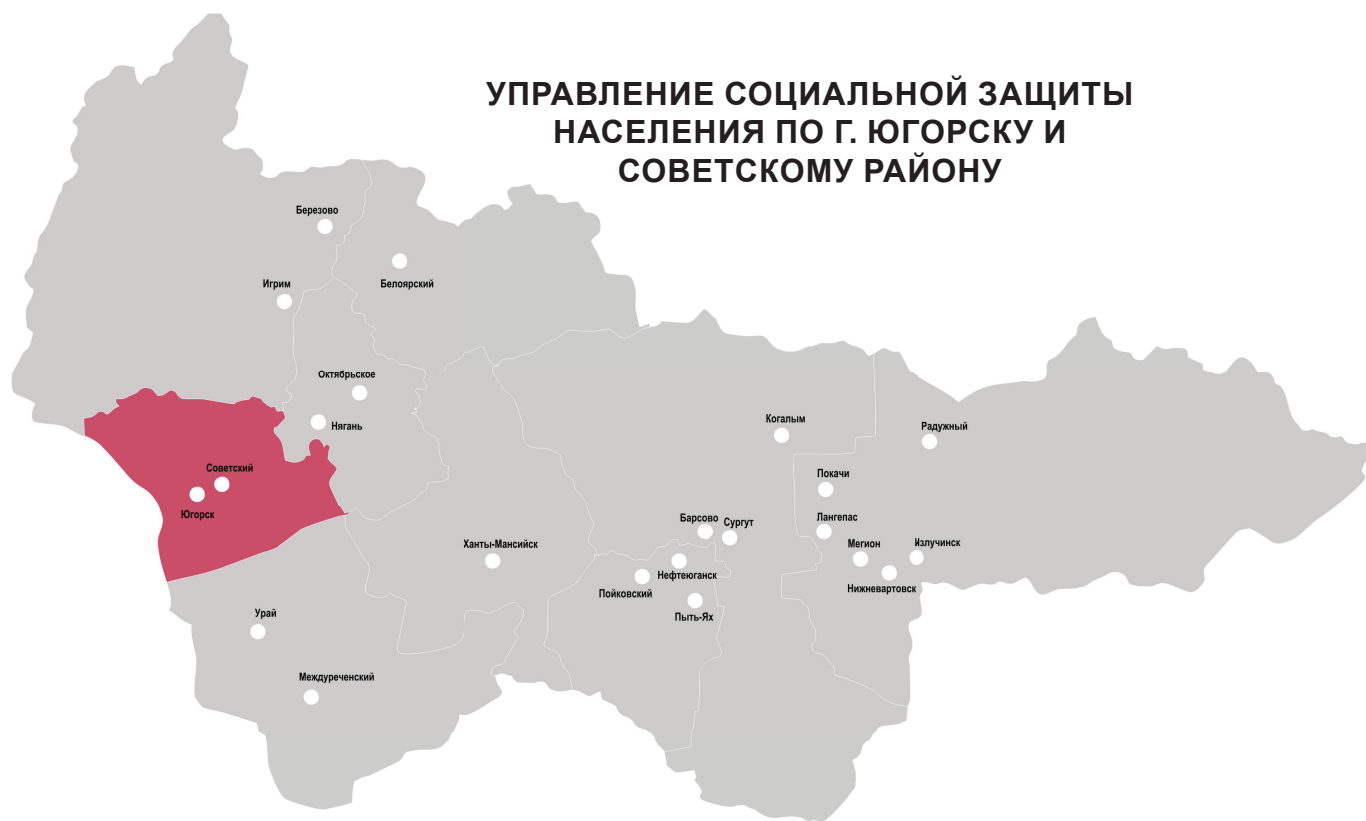 УПРАВЛЕНИЕ СОЦИАЛЬНОЙ ЗАЩИТЫ
НАСЕЛЕНИЯ ПО Г. ЮГОРСКУ И
СОВЕТСКОМУ РАЙОНУ
Березово
Белоярский
Игрим
Октябрьское
Нягань
Советский
Югорск
Когалым
Радужный
Покачи
Лангепас
Барсово
Сургут
Ханты-Мансийск
Мегион
Излучинск
Нефтеюганск
Пойковский
Нижневартовск
Пыть-Ях
Урай
Междуреченский